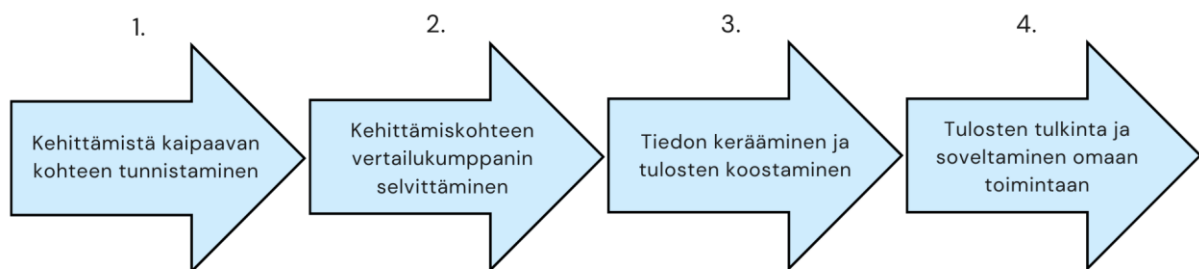 1.
Kehittämistä kaipaavan
kohteen tunnistaminen
2.
Kehittämiskohteen
vertailukumppanin
selvittäminen
3.
Tiedon kerääminen ja
tulosten koostaminen
4.
Tulosten tulkinta ja
soveltaminen omaan
toimintaan